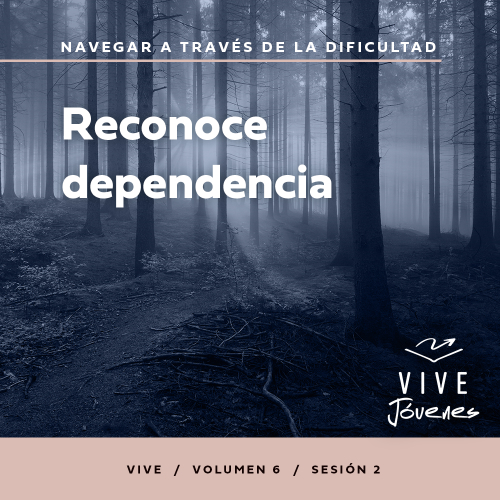 NAVEGAR A TRAVÉS DE LA DIFICULTAD
Reconoce
dependencia
VIVE
Jóvenes
VIVE / VOLUMEN 6 / SESIÓN 2